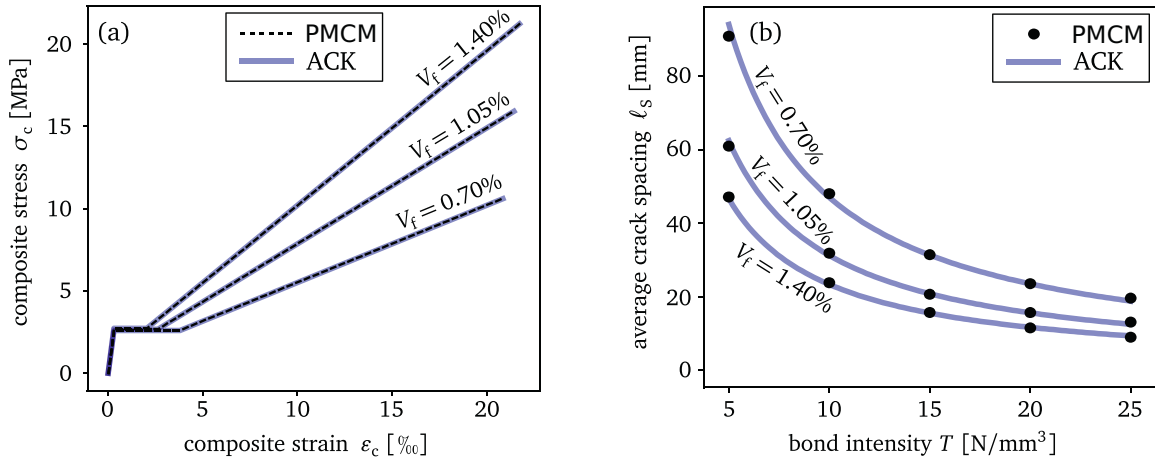 (a)
PMCM
ACK
V_f = 1.40%
V_f = 1.05%
V_f = 0.70%
composite stress σ_c [MPa]
20
15
10
5
0
0 5 10 15 20
composite strain ε_c [‰]
(b)
PMCM
ACK
V_f = 0.70%
V_f = 1.05%
V_f = 1.40%
average crack spacing ℓ_S [mm]
80
60
40
20
0
5 10 15 20 25
bond intensity T [N/mm³]